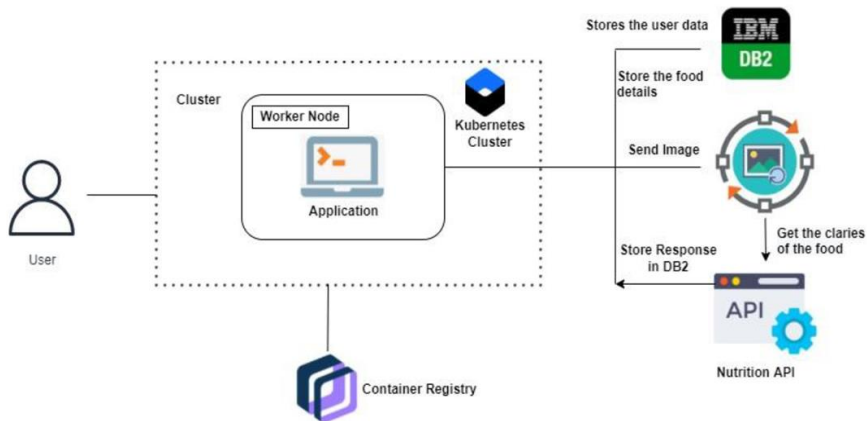 Stores the user data
IBM
DB2
Store the food
details
Cluster
Worker Node
Kubernetes
Cluster
Send Image
Application
User
Get the claries
of the food
Store Response
in DB2
API
Nutrition API
Container Registry